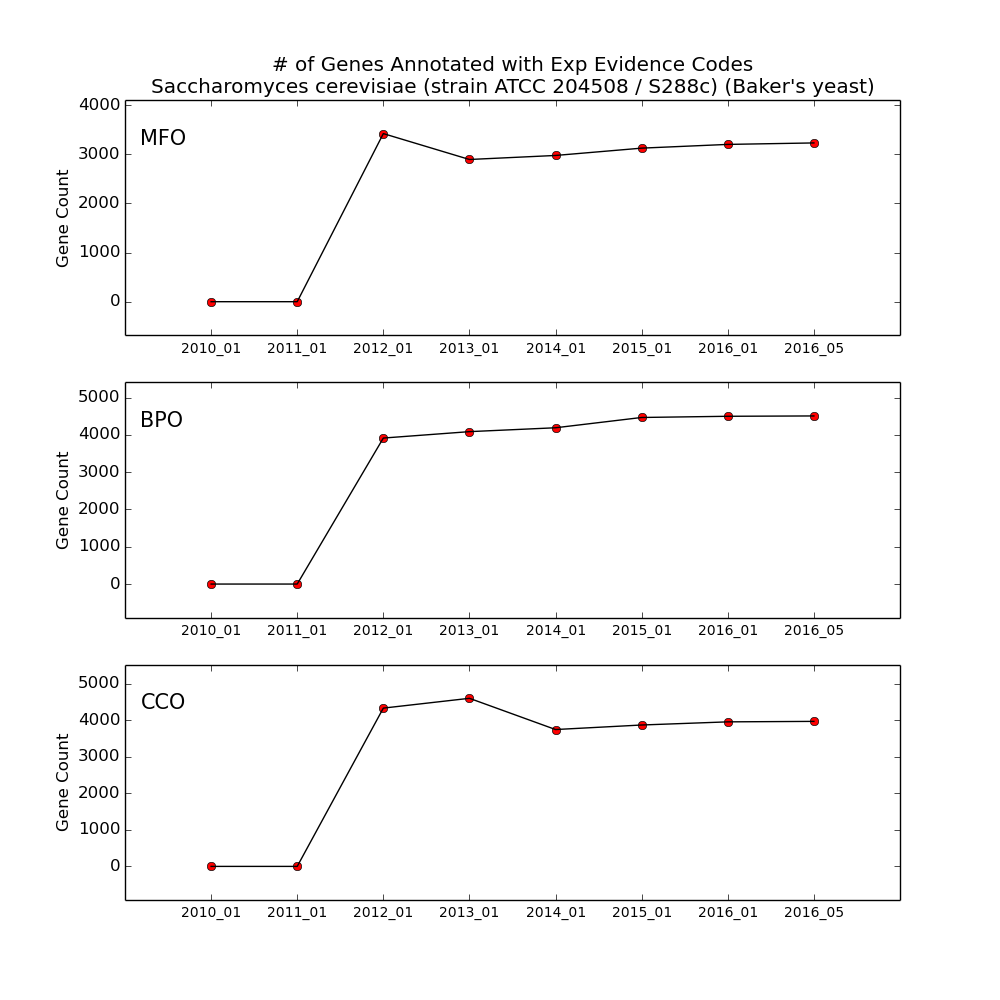 # of Genes Annotated with Exp Evidence Codes
Saccharomyces cerevisiae (strain ATCC 204508 / S288c) (Baker's yeast)
4000
MFO
3000
Gene Count
2000
1000
0
2010_01 2011_01 2012_01 2013_01 2014_01 2015_01 2016_01 2016_05
5000
BPO
4000
Gene Count
3000
2000
1000
0
2010_01 2011_01 2012_01 2013_01 2014_01 2015_01 2016_01 2016_05
5000
CCO
4000
Gene Count
3000
2000
1000
0
2010_01 2011_01 2012_01 2013_01 2014_01 2015_01 2016_01 2016_05